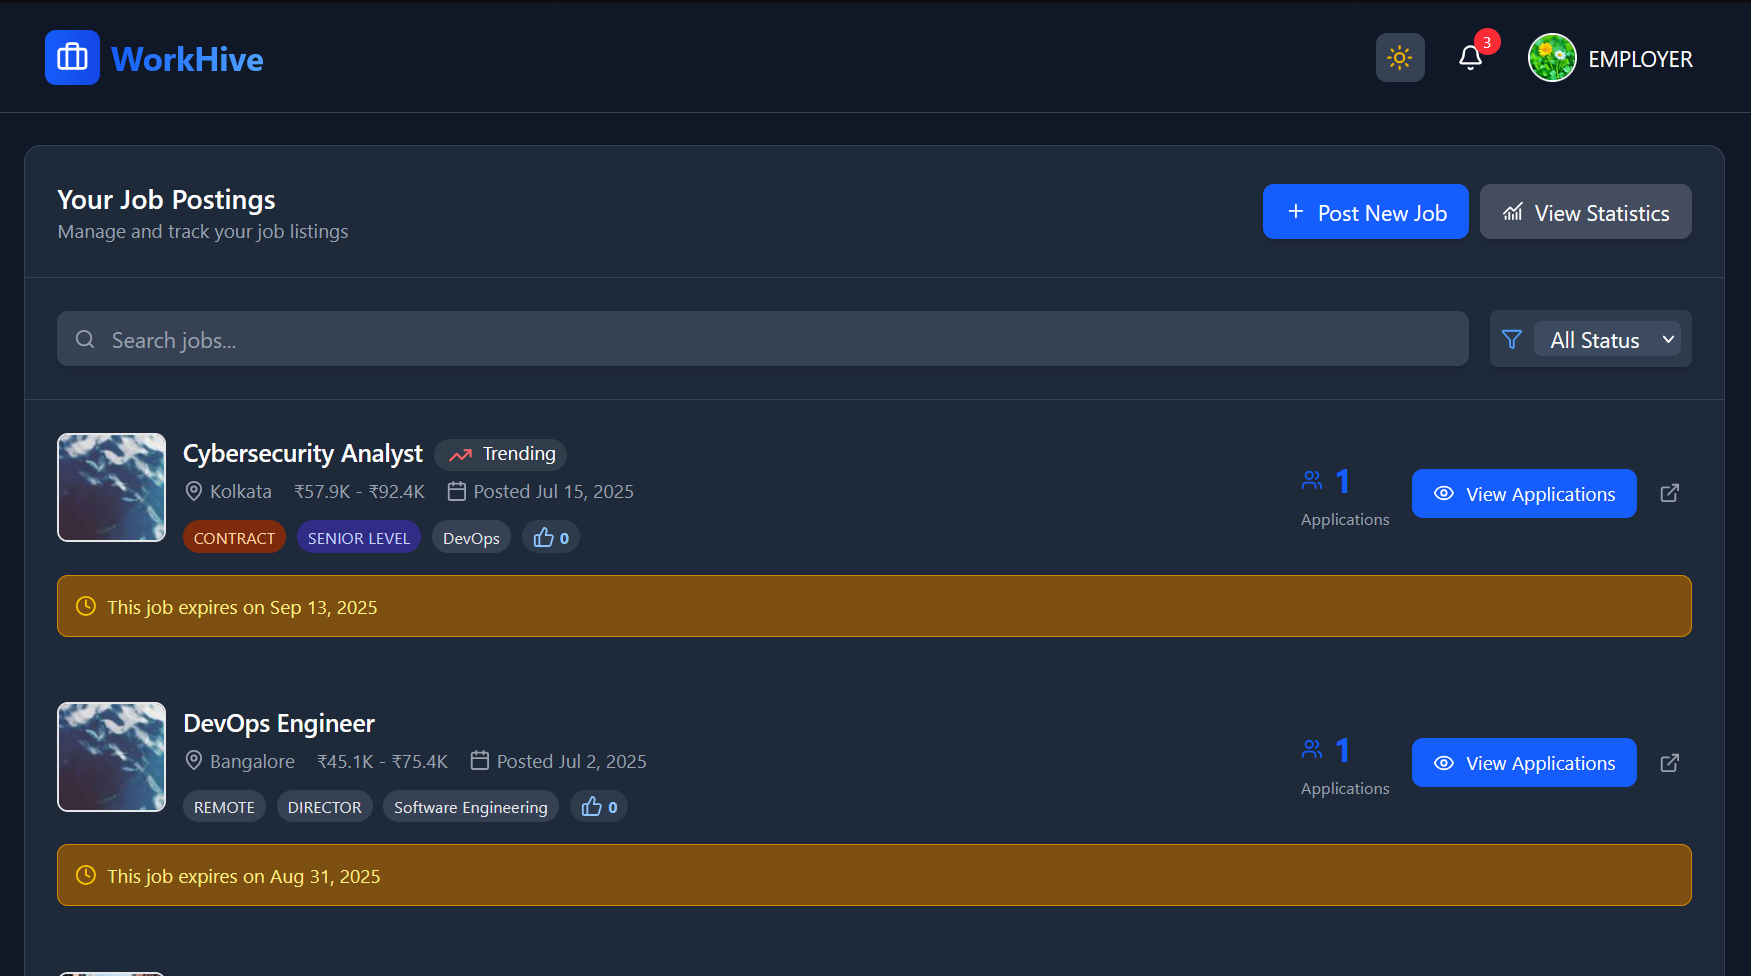 WorkHive
3
EMPLOYER
Your Job Postings
Manage and track your job listings
Post New Job
View Statistics
Search jobs...
All Status
Cybersecurity Analyst
Trending
Kolkata
₹57.9K - ₹92.4K
Posted Jul 15, 2025
CONTRACT
SENIOR LEVEL
DevOps
0
1
Applications
View Applications
This job expires on Sep 13, 2025
DevOps Engineer
Bangalore
₹45.1K - ₹75.4K
Posted Jul 2, 2025
REMOTE
DIRECTOR
Software Engineering
0
1
Applications
View Applications
This job expires on Aug 31, 2025